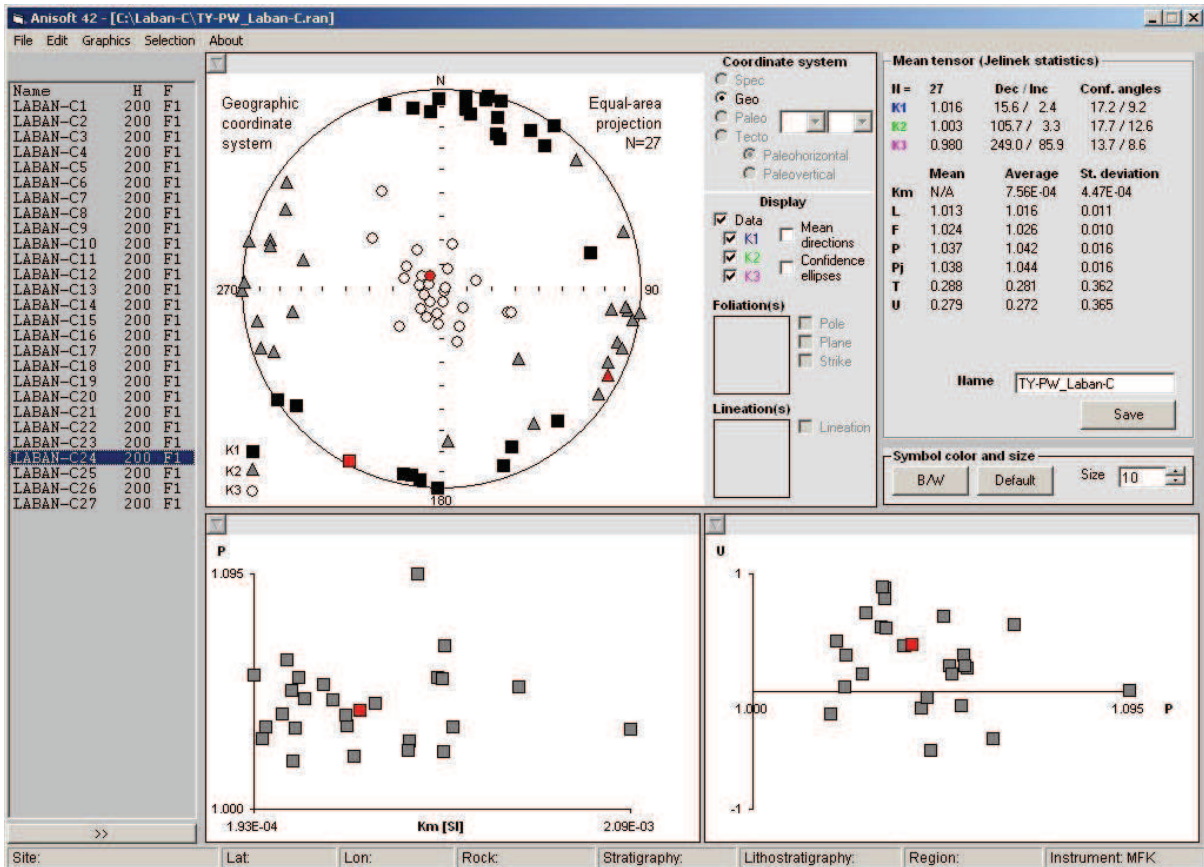 Anisoft 42 - [C:\Laban-C\TY-PW_Laban-C.ran]
File Edit Graphics Selection About
Name H F
LABAN-C1 200 F1
LABAN-C2 200 F1
LABAN-C3 200 F1
LABAN-C4 200 F1
LABAN-C5 200 F1
LABAN-C6 200 F1
LABAN-C7 200 F1
LABAN-C8 200 F1
LABAN-C9 200 F1
LABAN-C10 200 F1
LABAN-C11 200 F1
LABAN-C12 200 F1
LABAN-C13 200 F1
LABAN-C14 200 F1
LABAN-C15 200 F1
LABAN-C16 200 F1
LABAN-C17 200 F1
LABAN-C18 200 F1
LABAN-C19 200 F1
LABAN-C20 200 F1
LABAN-C21 200 F1
LABAN-C22 200 F1
LABAN-C23 200 F1
LABAN-C24 200 F1
LABAN-C25 200 F1
LABAN-C26 200 F1
LABAN-C27 200 F1
>>
Geographic
coordinate
system
N
Equal-area
projection
N=27
270
90
180
K1
K2
K3
Coordinate system
Spec
Geo
Paleo
Tecto
Paleohorizontal
Paleovertical
Display
Data
K1
K2
K3
Mean
directions
Confidence
ellipses
Foliation(s)
Pole
Plane
Strike
Lineation(s)
Lineation
Mean tensor (Jelinek statistics)
N = 27 Dec / Inc Conf. angles
K1 1.016 15.6 / 2.4 17.2 / 9.2
K2 1.003 105.7 / 3.3 17.7 / 12.6
K3 0.980 249.0 / 85.9 13.7 / 8.6
Mean Average St. deviation
Km N/A 7.56E-04 4.47E-04
L 1.013 1.016 0.011
F 1.024 1.026 0.010
P 1.037 1.042 0.016
Pj 1.038 1.044 0.016
T 0.288 0.281 0.362
U 0.279 0.272 0.365
Name TY-PW_Laban-C
Save
Symbol color and size
B/W Default Size 10
P
1.095
1.000
1.93E-04 Km [SI] 2.09E-03
U
1
1.000 1.095 P
-1
Site: Lat: Lon: Rock: Stratigraphy: Lithostratigraphy: Region: Instrument: MFK